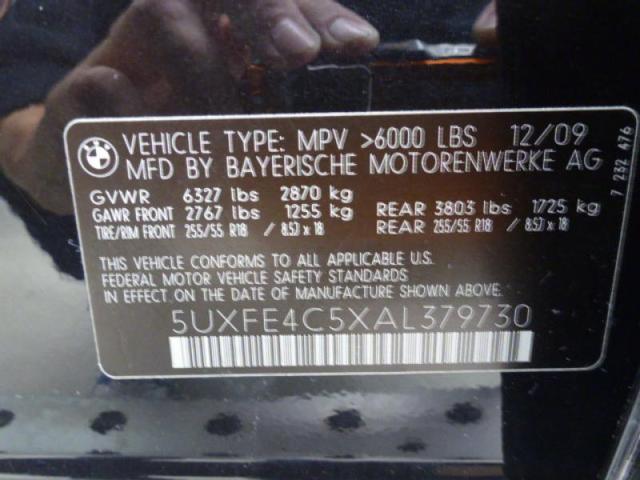 BMW
VEHICLE TYPE: MPV >6000 LBS 12/09
MFD BY BAYERISCHE MOTORENWERKE AG
GVWR 6327 lbs 2870 kg
GAWR FRONT 2767 lbs 1255 kg REAR 3803 lbs 1725 kg
TIRE/RIM FRONT 255/55 R18 / 8.5J x 18 REAR 255/55 R18 / 8.5J x 18
THIS VEHICLE CONFORMS TO ALL APPLICABLE U.S.
FEDERAL MOTOR VEHICLE SAFETY STANDARDS
IN EFFECT ON THE DATE OF MANUFACTURE SHOWN ABOVE.
5UXFE4C5XAL379730
7 232 476